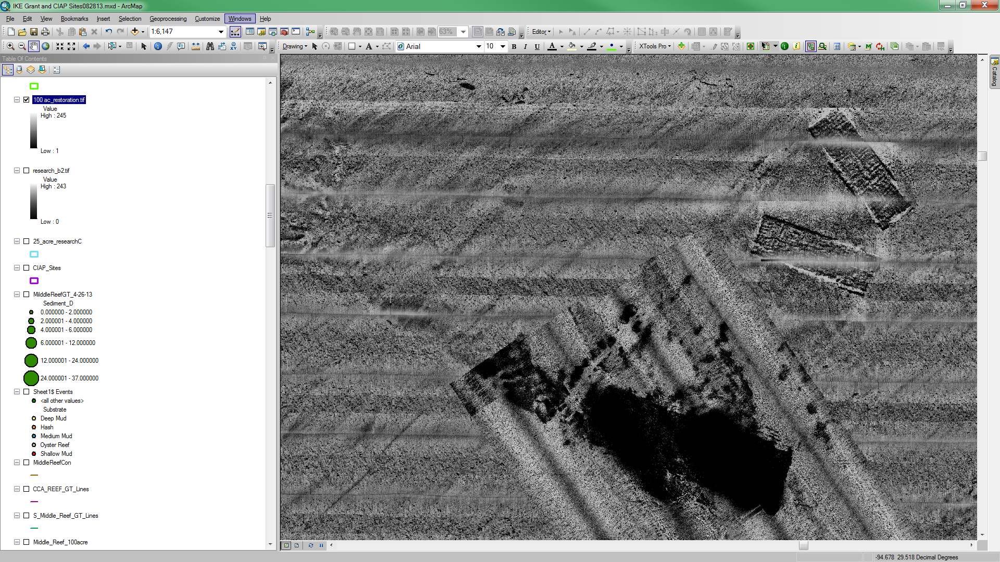 IKE Grant and CIAP Sites082813.mxd - ArcMap
File Edit View Bookmarks Insert Selection Geoprocessing Customize Windows Help
1:6,147 63% Editor
Drawing A Arial 10 B I U A XTools Pro
Table Of Contents
Catalog
100 ac_restoration.tif
Value
High : 245
Low : 1
research_b2.tif
Value
High : 243
Low : 0
25_acre_researchC
CIAP_Sites
MilddleReefGT_4-26-13
Sediment_D
0.000000 - 2.000000
2.000001 - 4.000000
4.000001 - 6.000000
6.000001 - 12.000000
12.000001 - 24.000000
24.000001 - 37.000000
Sheet1$ Events
<all other values>
Substrate
Deep Mud
Hash
Medium Mud
Oyster Reef
Shallow Mud
MiddleReefCon
CCA_REEF_GT_Lines
S_Middle_Reef_GT_Lines
Middle_Reef_100acre
-94.678 29.518 Decimal Degrees